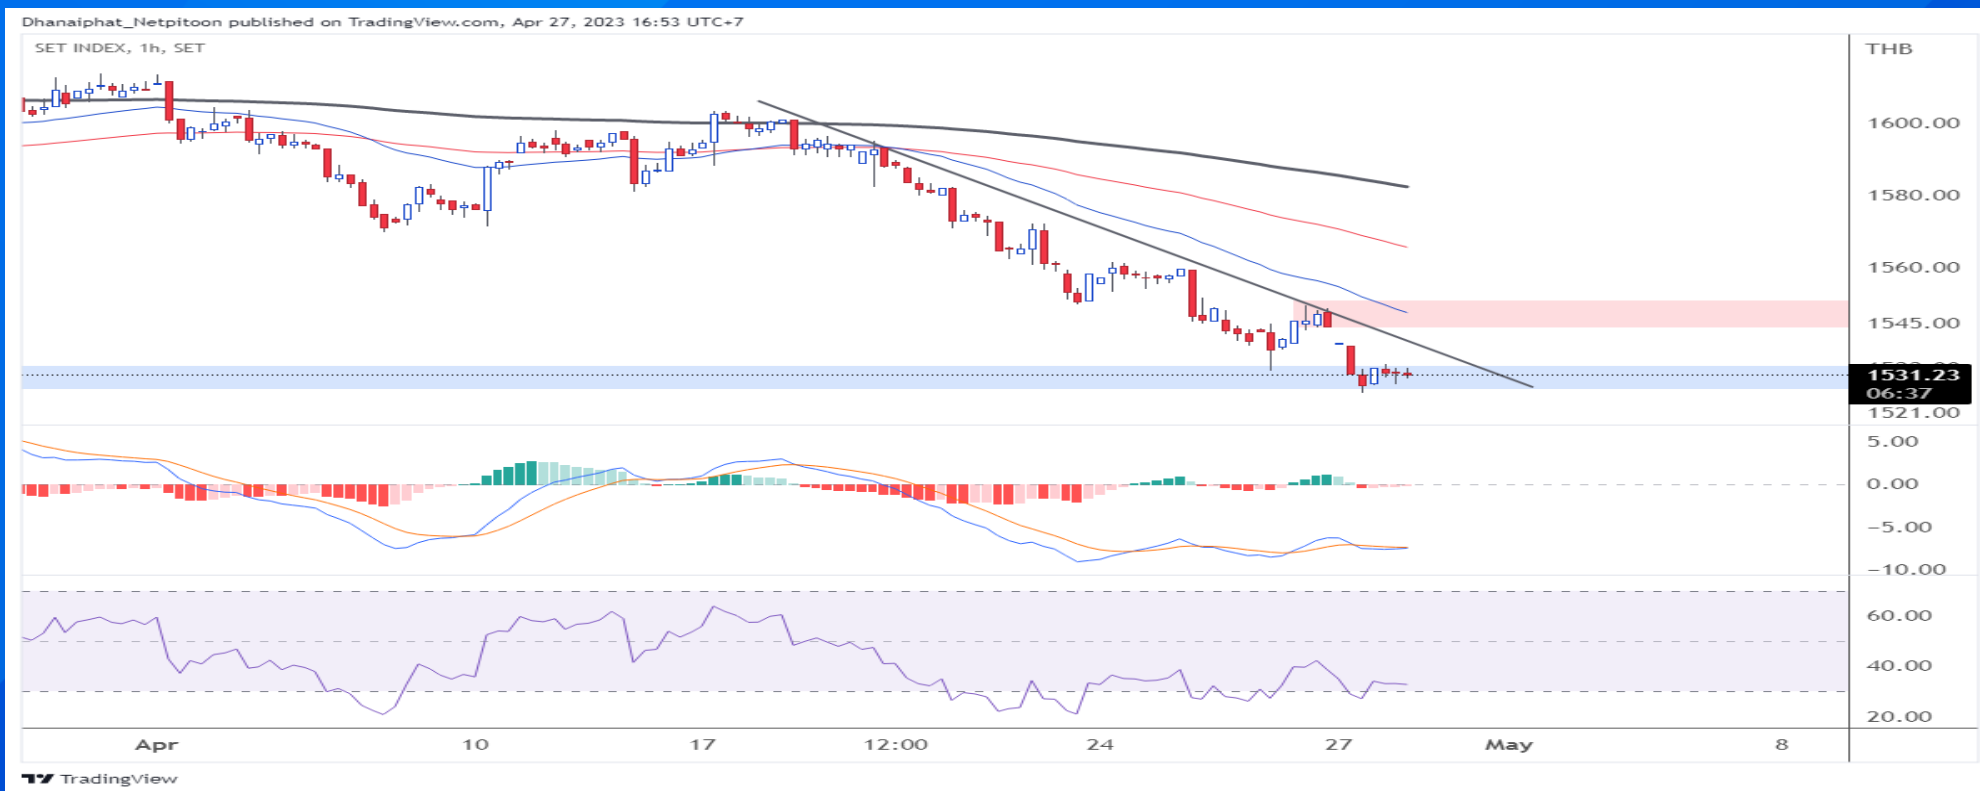 Dhanaiphat_Netpitoon published on TradingView.com, Apr 27, 2023 16:53 UTC+7
SET INDEX, 1h, SET
THB
1600.00
1580.00
1560.00
1545.00
1531.23
06:37
1521.00
5.00
0.00
−5.00
−10.00
60.00
40.00
20.00
Apr 10 17 12:00 24 27 May 8
TradingView